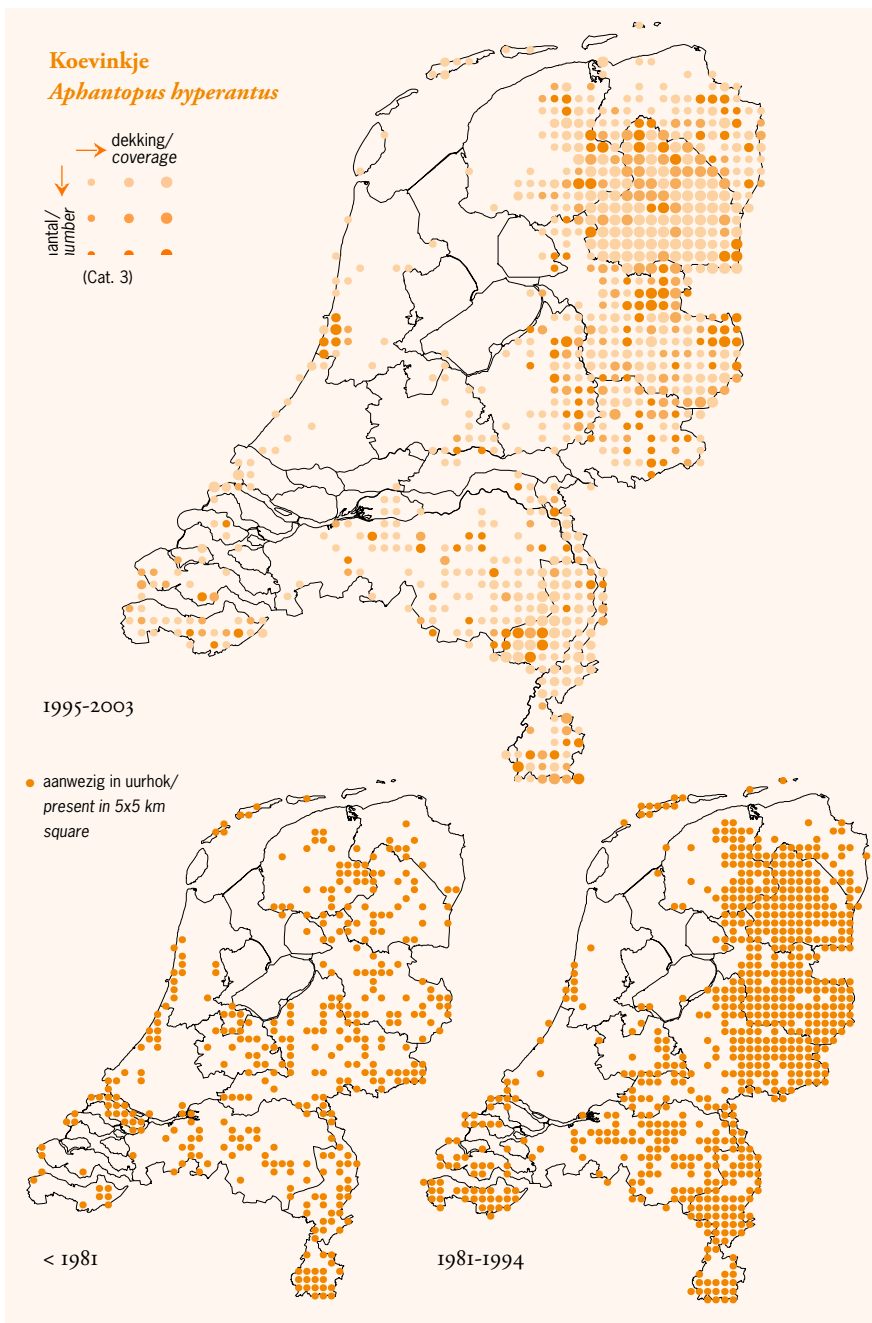 Koevinkje
Aphantopus hyperantus
dekking/
coverage
(Cat. 3)
1995-2003
aanwezig in uurhok/
present in 5x5 km
square
< 1981
1981-1994